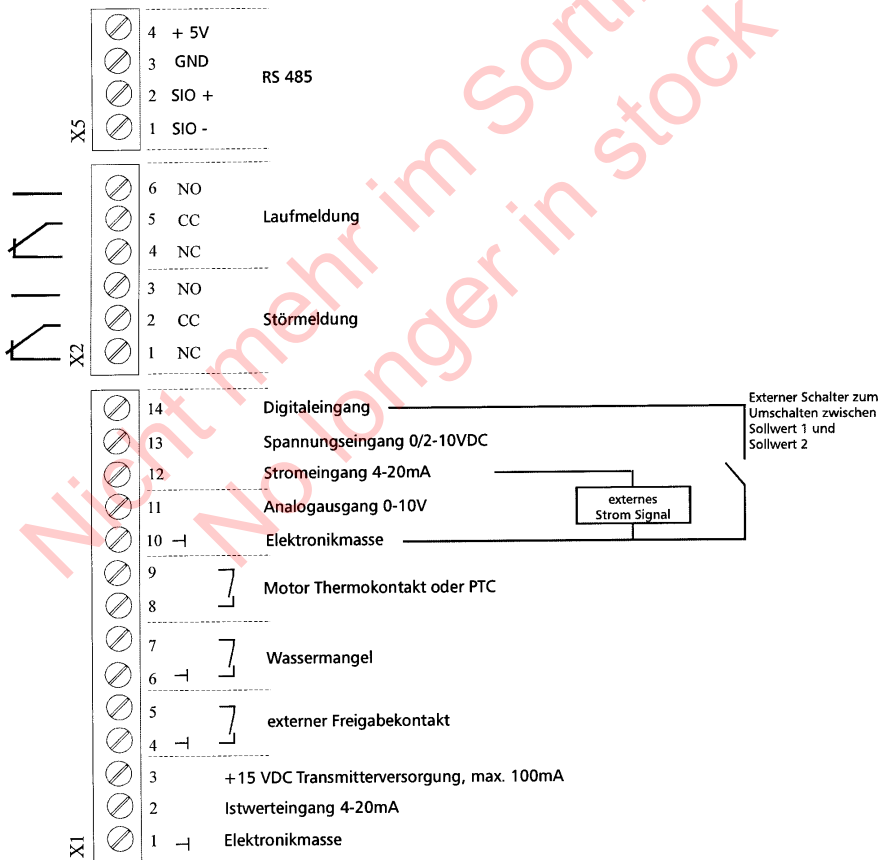 4 + 5V
3 GND
RS 485
2 SIO +
1 SIO -
X5
6 NO
5 CC
Laufmeldung
4 NC
3 NO
2 CC
Störmeldung
1 NC
X2
14 Digitaleingang
Externer Schalter zum
Umschalten zwischen
Sollwert 1 und
Sollwert 2
13 Spannungseingang 0/2-10VDC
12 Stromeingang 4-20mA
11 Analogausgang 0-10V
externes
Strom Signal
10 Elektronikmasse
9
Motor Thermokontakt oder PTC
8
7
Wassermangel
6
5
externer Freigabekontakt
4
3 +15 VDC Transmitterversorgung, max. 100mA
2 Istwerteingang 4-20mA
1 Elektronikmasse
X1
Nicht mehr im
No longer in stock